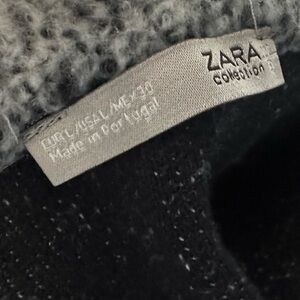 ZARA
collection
EUR L/USA L/MEX 30
Made in Portugal